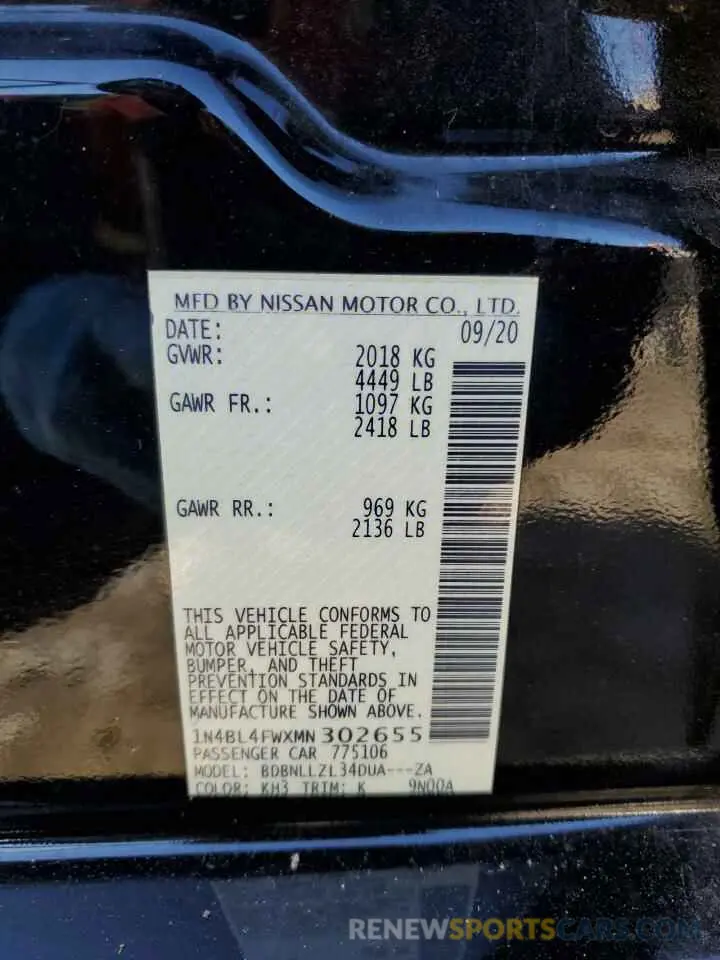 MFD BY NISSAN MOTOR CO., LTD.
DATE: 09/20
GVWR: 2018 KG
4449 LB
GAWR FR.: 1097 KG
2418 LB
GAWR RR.: 969 KG
2136 LB
THIS VEHICLE CONFORMS TO
ALL APPLICABLE FEDERAL
MOTOR VEHICLE SAFETY,
BUMPER, AND THEFT
PREVENTION STANDARDS IN
EFFECT ON THE DATE OF
MANUFACTURE SHOWN ABOVE.
1N4BL4FWXMN302655
PASSENGER CAR 775106
MODEL: BDBNLLZL34DUA---ZA
COLOR: KH3 TRIM: K 9N00A
RENEWSPORTSCARS.COM